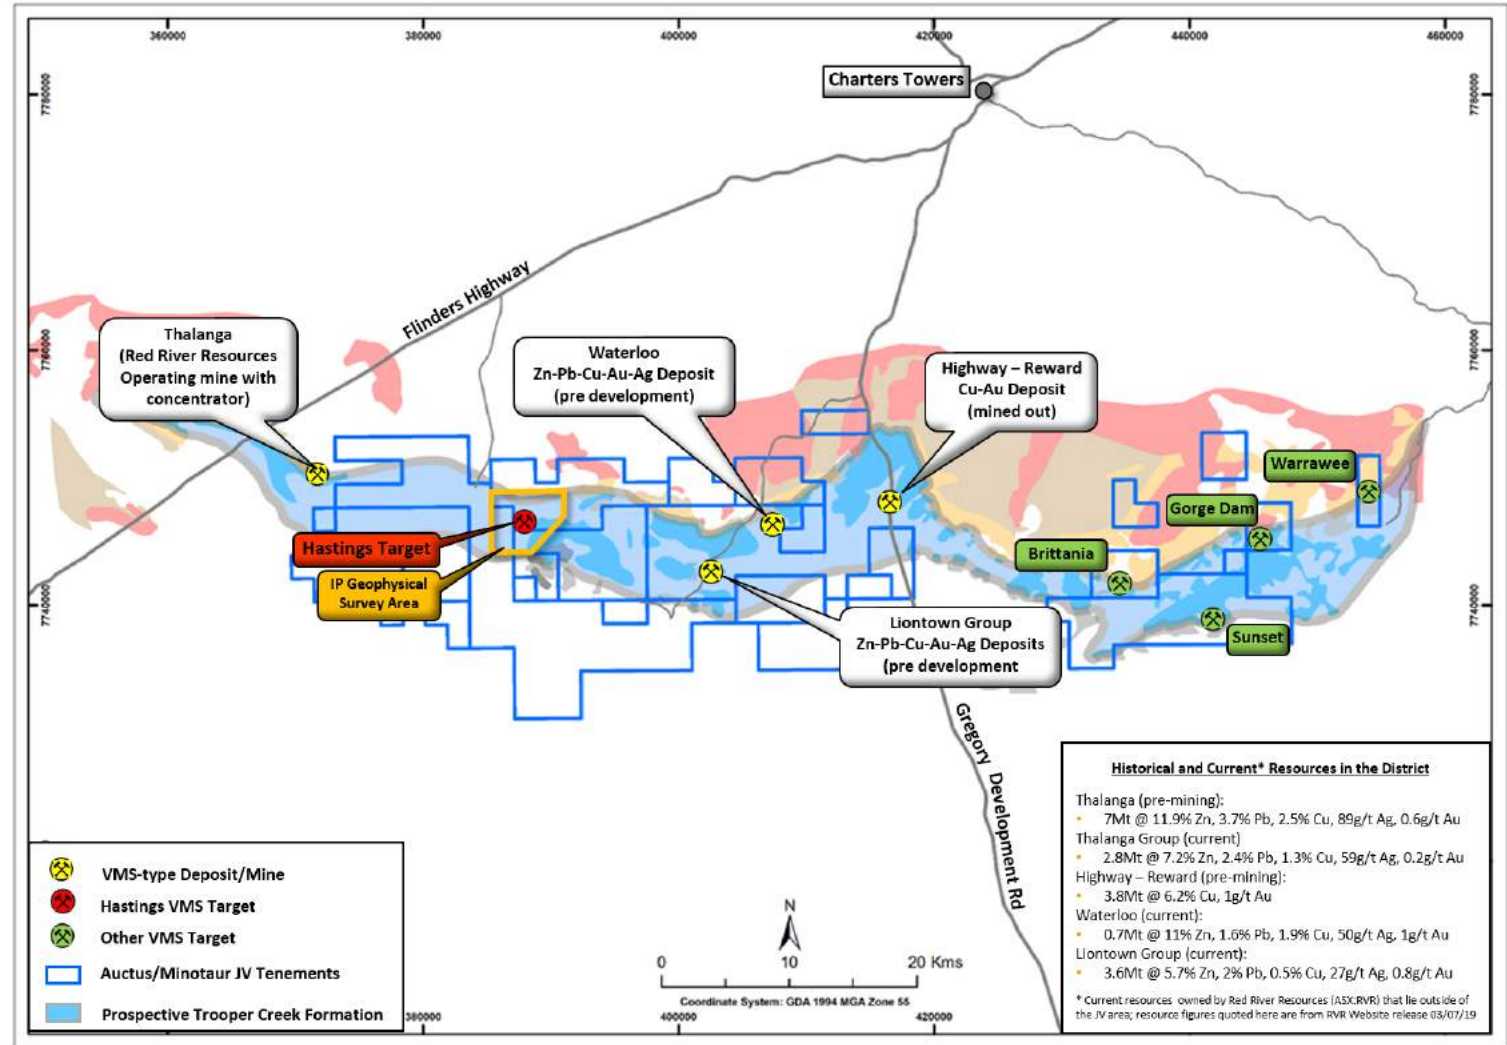 360000
380000
400000
420000
440000
460000
7780000
7780000
Charters Towers
Flinders Highway
7760000
7760000
Thalanga
(Red River Resources
Operating mine with
concentrator)
Waterloo
Zn-Pb-Cu-Au-Ag Deposit
(pre development)
Highway – Reward
Cu-Au Deposit
(mined out)
Warrawee
Gorge Dam
Hastings Target
Brittania
IP Geophysical
Survey Area
7740000
7740000
Liontown Group
Zn-Pb-Cu-Au-Ag Deposits
(pre development
Sunset
Gregory Development Rd
Historical and Current* Resources in the District
Thalanga (pre-mining):
• 7Mt @ 11.9% Zn, 3.7% Pb, 2.5% Cu, 89g/t Ag, 0.6g/t Au
Thalanga Group (current)
• 2.8Mt @ 7.2% Zn, 2.4% Pb, 1.3% Cu, 59g/t Ag, 0.2g/t Au
Highway – Reward (pre-mining):
• 3.8Mt @ 6.2% Cu, 1g/t Au
Waterloo (current):
• 0.7Mt @ 11% Zn, 1.6% Pb, 1.9% Cu, 50g/t Ag, 1g/t Au
Liontown Group (current):
• 3.6Mt @ 5.7% Zn, 2% Pb, 0.5% Cu, 27g/t Ag, 0.8g/t Au
* Current resources owned by Red River Resources (ASX:RVR) that lie outside of
the JV area; resource figures quoted here are from RVR Website release 03/07/19
VMS-type Deposit/Mine
Hastings VMS Target
Other VMS Target
Auctus/Minotaur JV Tenements
Prospective Trooper Creek Formation
N
0 10 20 Kms
Coordinate System: GDA 1994 MGA Zone 55
380000
400000
420000